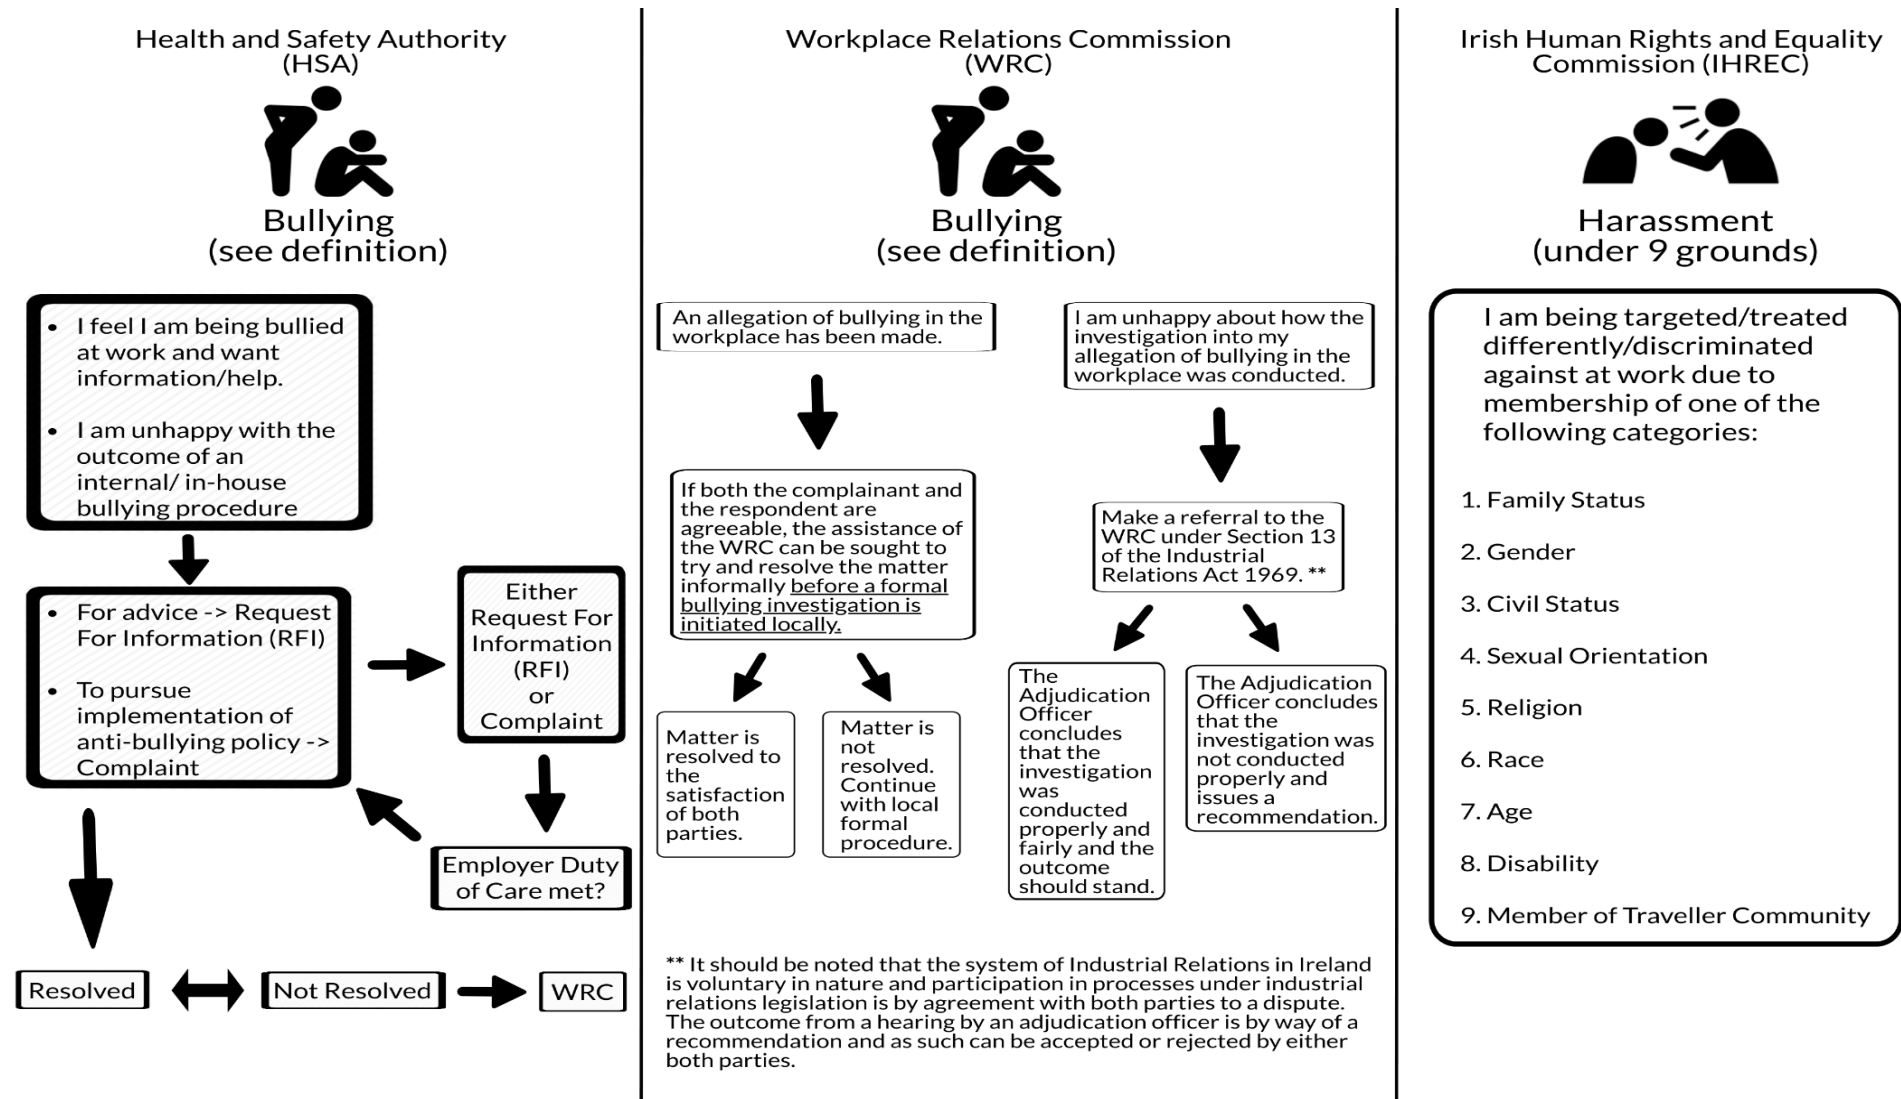 Health and Safety Authority
(HSA)
Bullying
(see definition)
• I feel I am being bullied
at work and want
information/help.
• I am unhappy with the
outcome of an
internal/ in-house
bullying procedure
• For advice -> Request
For Information (RFI)
• To pursue
implementation of
anti-bullying policy ->
Complaint
Either
Request For
Information
(RFI)
or
Complaint
Employer Duty
of Care met?
Resolved
Not Resolved
WRC
Workplace Relations Commission
(WRC)
Bullying
(see definition)
An allegation of bullying in the
workplace has been made.
If both the complainant and
the respondent are
agreeable, the assistance of
the WRC can be sought to
try and resolve the matter
informally before a formal
bullying investigation is
initiated locally.
Matter is
resolved to
the
satisfaction
of both
parties.
Matter is
not
resolved.
Continue
with local
formal
procedure.
I am unhappy about how the
investigation into my
allegation of bullying in the
workplace was conducted.
Make a referral to the
WRC under Section 13
of the Industrial
Relations Act 1969. **
The
Adjudication
Officer
concludes
that the
investigation
was
conducted
properly and
fairly and the
outcome
should stand.
The Adjudication
Officer concludes
that the
investigation was
not conducted
properly and
issues a
recommendation.
** It should be noted that the system of Industrial Relations in Ireland
is voluntary in nature and participation in processes under industrial
relations legislation is by agreement with both parties to a dispute.
The outcome from a hearing by an adjudication officer is by way of a
recommendation and as such can be accepted or rejected by either
both parties.
Irish Human Rights and Equality
Commission (IHREC)
Harassment
(under 9 grounds)
I am being targeted/treated
differently/discriminated
against at work due to
membership of one of the
following categories:
1. Family Status
2. Gender
3. Civil Status
4. Sexual Orientation
5. Religion
6. Race
7. Age
8. Disability
9. Member of Traveller Community